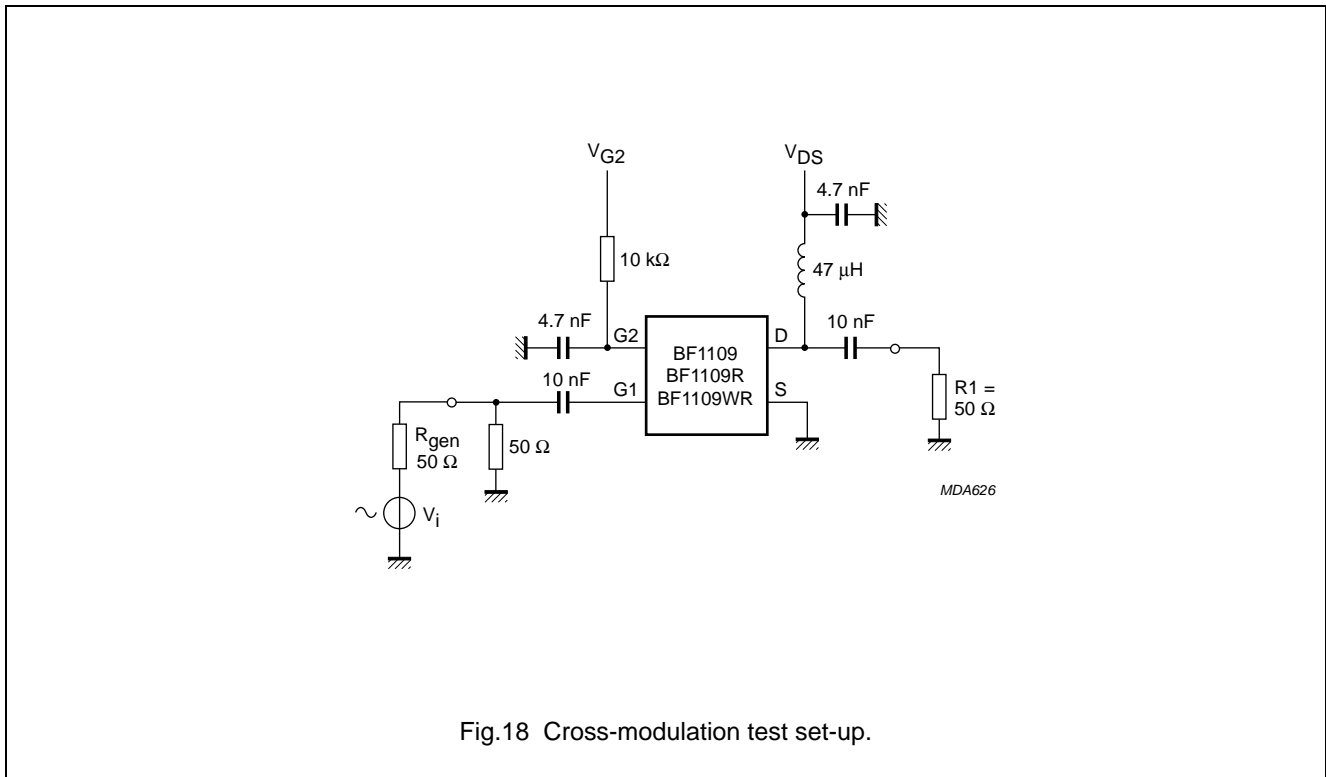 V_G2
V_DS
4.7 nF
10 kΩ
47 μH
4.7 nF
G2
D
10 nF
BF1109
BF1109R
BF1109WR
10 nF
G1
S
R1 =
50 Ω
R_gen
50 Ω
50 Ω
V_i
MDA626
Fig.18 Cross-modulation test set-up.